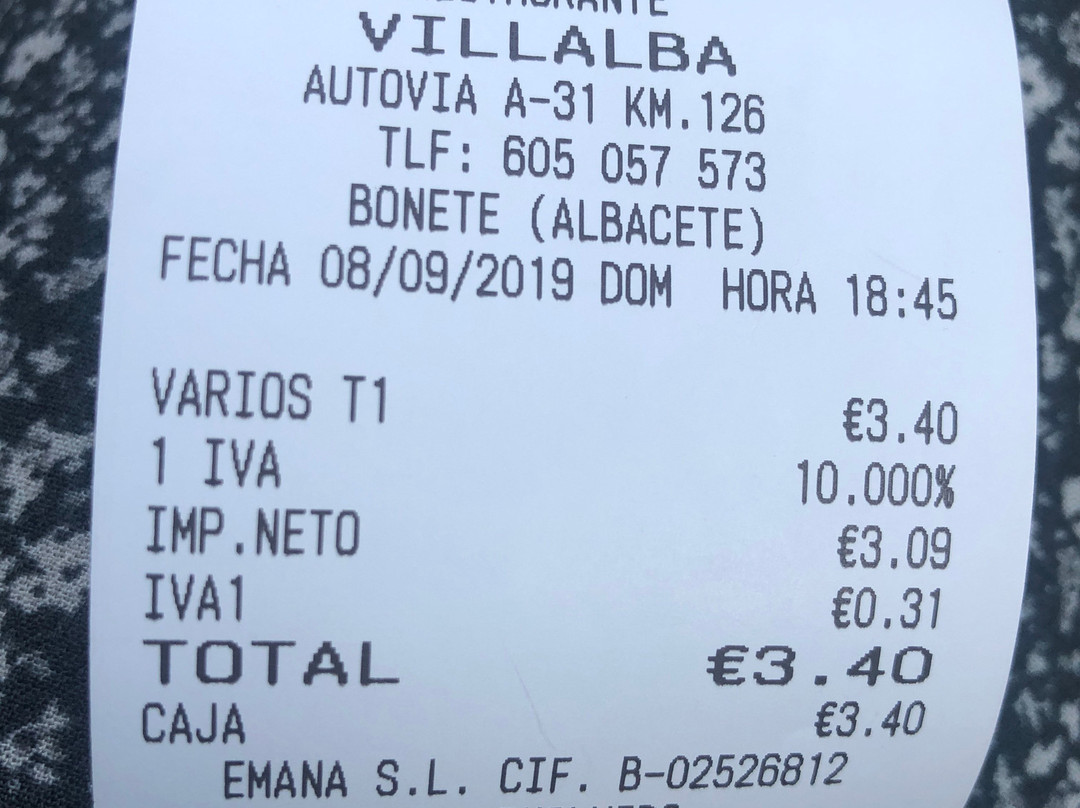 VILLALBA
AUTOVIA A-31 KM.126
TLF: 605 057 573
BONETE (ALBACETE)
FECHA 08/09/2019 DOM HORA 18:45
VARIOS T1 €3.40
1 IVA 10.000%
IMP.NETO €3.09
IVA1 €0.31
TOTAL €3.40
CAJA €3.40
EMANA S.L. CIF. B-02526812